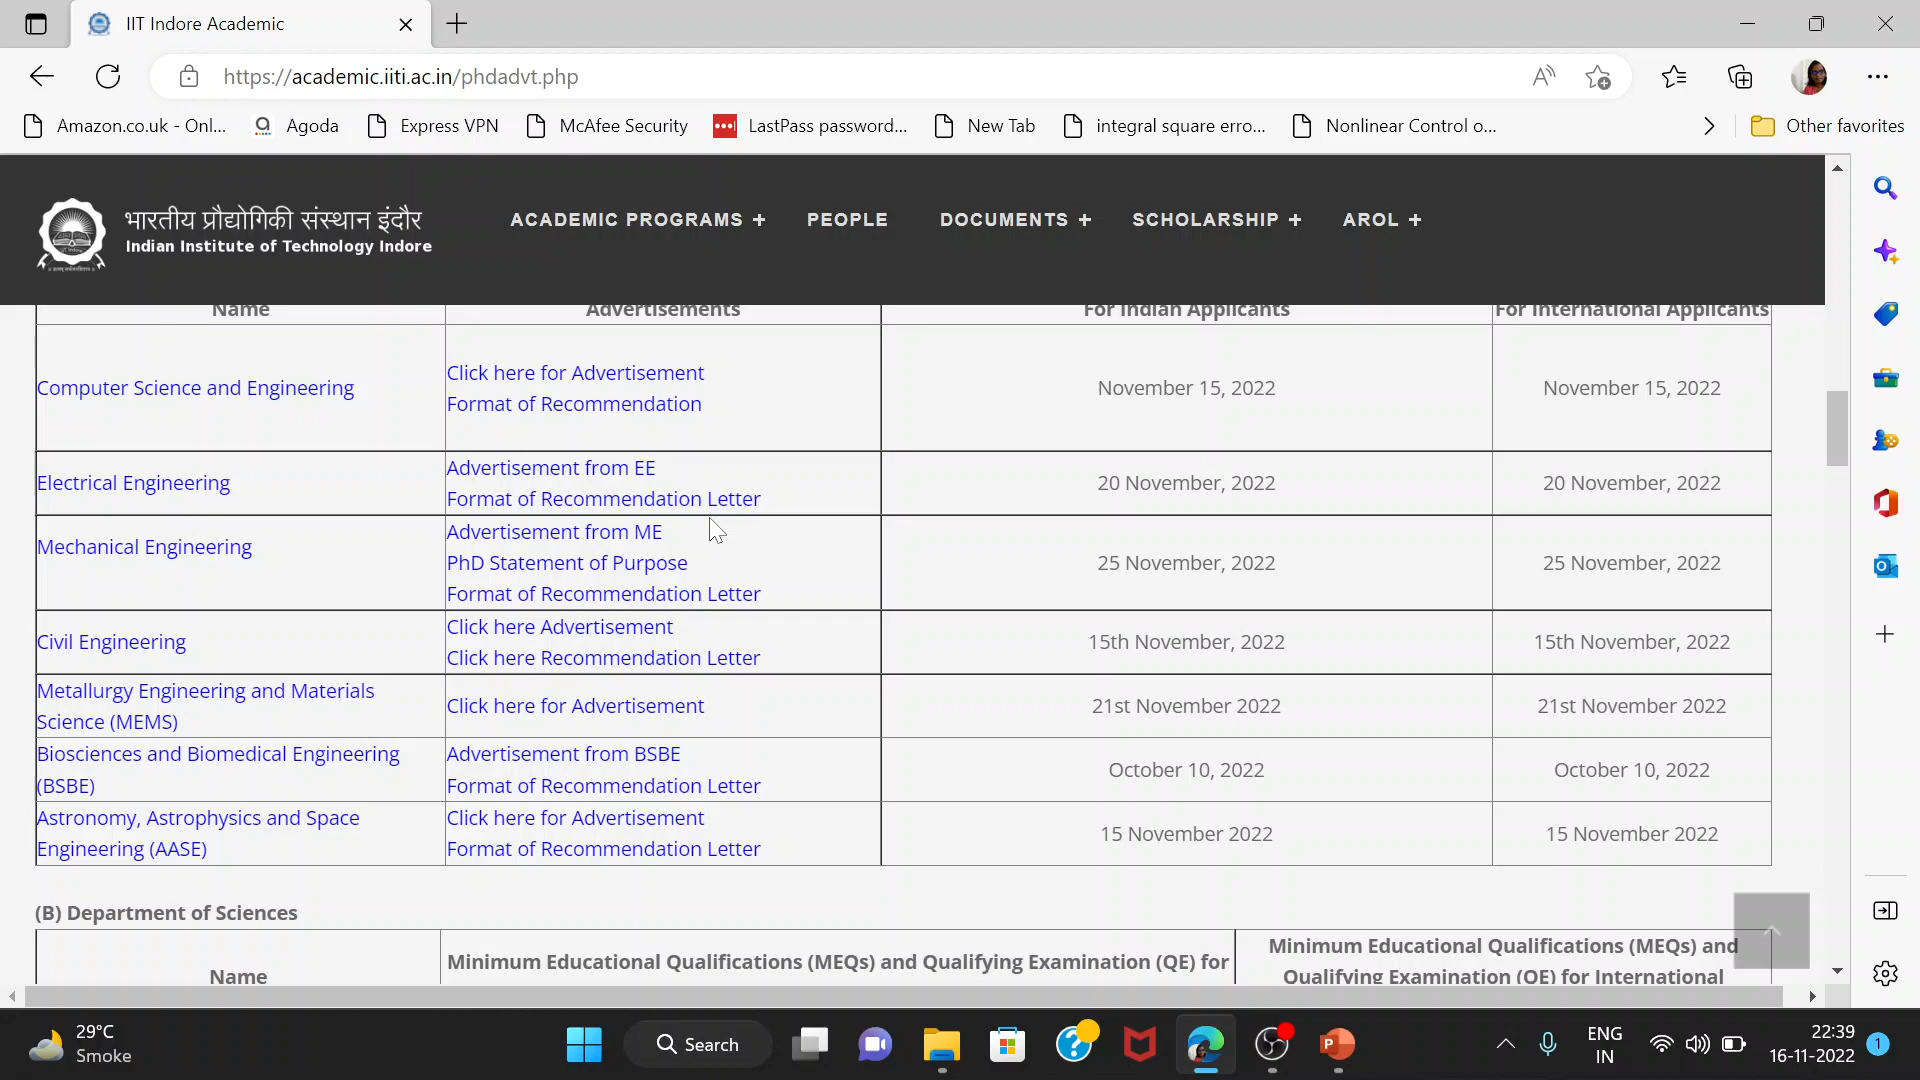 IIT Indore Academic
https://academic.iiti.ac.in/phdadvt.php
Amazon.co.uk - Onl...
Agoda
Express VPN
McAfee Security
LastPass password...
New Tab
integral square erro...
Nonlinear Control o...
Other favorites
भारतीय प्रौद्योगिकी संस्थान इंदौर
Indian Institute of Technology Indore
ACADEMIC PROGRAMS +
PEOPLE
DOCUMENTS +
SCHOLARSHIP +
AROL +
Name
Advertisements
For Indian Applicants
For International Applicants
Computer Science and Engineering
Click here for Advertisement
Format of Recommendation
November 15, 2022
November 15, 2022
Electrical Engineering
Advertisement from EE
Format of Recommendation Letter
20 November, 2022
20 November, 2022
Mechanical Engineering
Advertisement from ME
PhD Statement of Purpose
Format of Recommendation Letter
25 November, 2022
25 November, 2022
Civil Engineering
Click here Advertisement
Click here Recommendation Letter
15th November, 2022
15th November, 2022
Metallurgy Engineering and Materials
Science (MEMS)
Click here for Advertisement
21st November 2022
21st November 2022
Biosciences and Biomedical Engineering
(BSBE)
Advertisement from BSBE
Format of Recommendation Letter
October 10, 2022
October 10, 2022
Astronomy, Astrophysics and Space
Engineering (AASE)
Click here for Advertisement
Format of Recommendation Letter
15 November 2022
15 November 2022
(B) Department of Sciences
Name
Minimum Educational Qualifications (MEQs) and Qualifying Examination (QE) for
Minimum Educational Qualifications (MEQs) and
Qualifying Examination (QE) for International
29°C
Smoke
Search
ENG
IN
22:39
16-11-2022
1